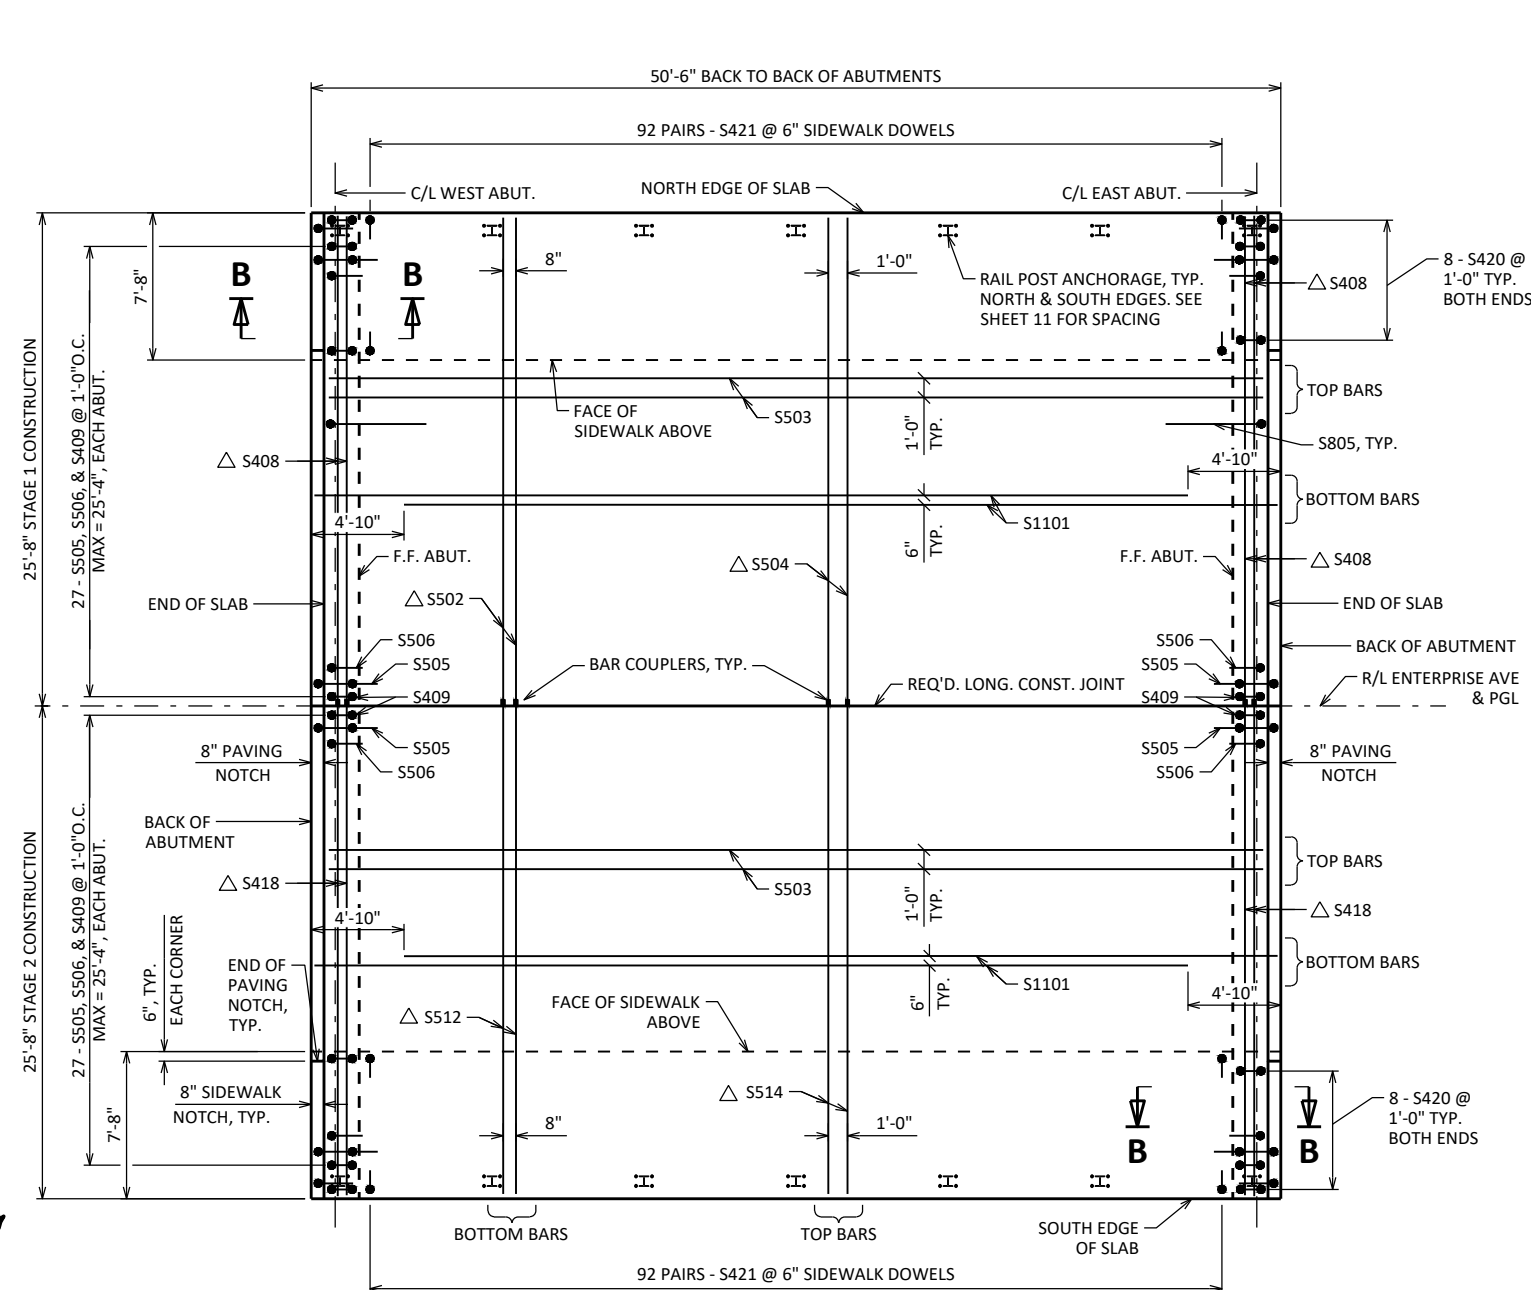 50'-6" BACK TO BACK OF ABUTMENTS
92 PAIRS - S421 @ 6" SIDEWALK DOWELS
C/L WEST ABUT.
NORTH EDGE OF SLAB
C/L EAST ABUT.
7'-8"
B
B
8"
1'-0"
RAIL POST ANCHORAGE, TYP.
NORTH & SOUTH EDGES. SEE
SHEET 11 FOR SPACING
△ S408
8 - S420 @
1'-0" TYP.
BOTH ENDS
25'-8" STAGE 1 CONSTRUCTION
27 - S505, S506, & S409 @ 1'-0"O.C.
MAX = 25'-4", EACH ABUT.
FACE OF
SIDEWALK ABOVE
S503
1'-0"
TYP.
TOP BARS
S805, TYP.
△ S408
4'-10"
BOTTOM BARS
4'-10"
S1101
6"
TYP.
F.F. ABUT.
△ S504
F.F. ABUT.
△ S408
END OF SLAB
△ S502
END OF SLAB
S506
S505
S409
BAR COUPLERS, TYP.
REQ'D. LONG. CONST. JOINT
S506
S505
S409
BACK OF ABUTMENT
R/L ENTERPRISE AVE
& PGL
S505
S506
S505
S506
8" PAVING
NOTCH
8" PAVING
NOTCH
25'-8" STAGE 2 CONSTRUCTION
27 - S505, S506, & S409 @ 1'-0"O.C.
MAX = 25'-4", EACH ABUT.
BACK OF
ABUTMENT
△ S418
S503
1'-0"
TYP.
TOP BARS
△ S418
4'-10"
6", TYP.
EACH CORNER
END OF
PAVING
NOTCH,
TYP.
S1101
6"
TYP.
BOTTOM BARS
4'-10"
△ S512
FACE OF SIDEWALK
ABOVE
7'-8"
8" SIDEWALK
NOTCH, TYP.
△ S514
8"
1'-0"
B
B
8 - S420 @
1'-0" TYP.
BOTH ENDS
BOTTOM BARS
TOP BARS
SOUTH EDGE
OF SLAB
92 PAIRS - S421 @ 6" SIDEWALK DOWELS